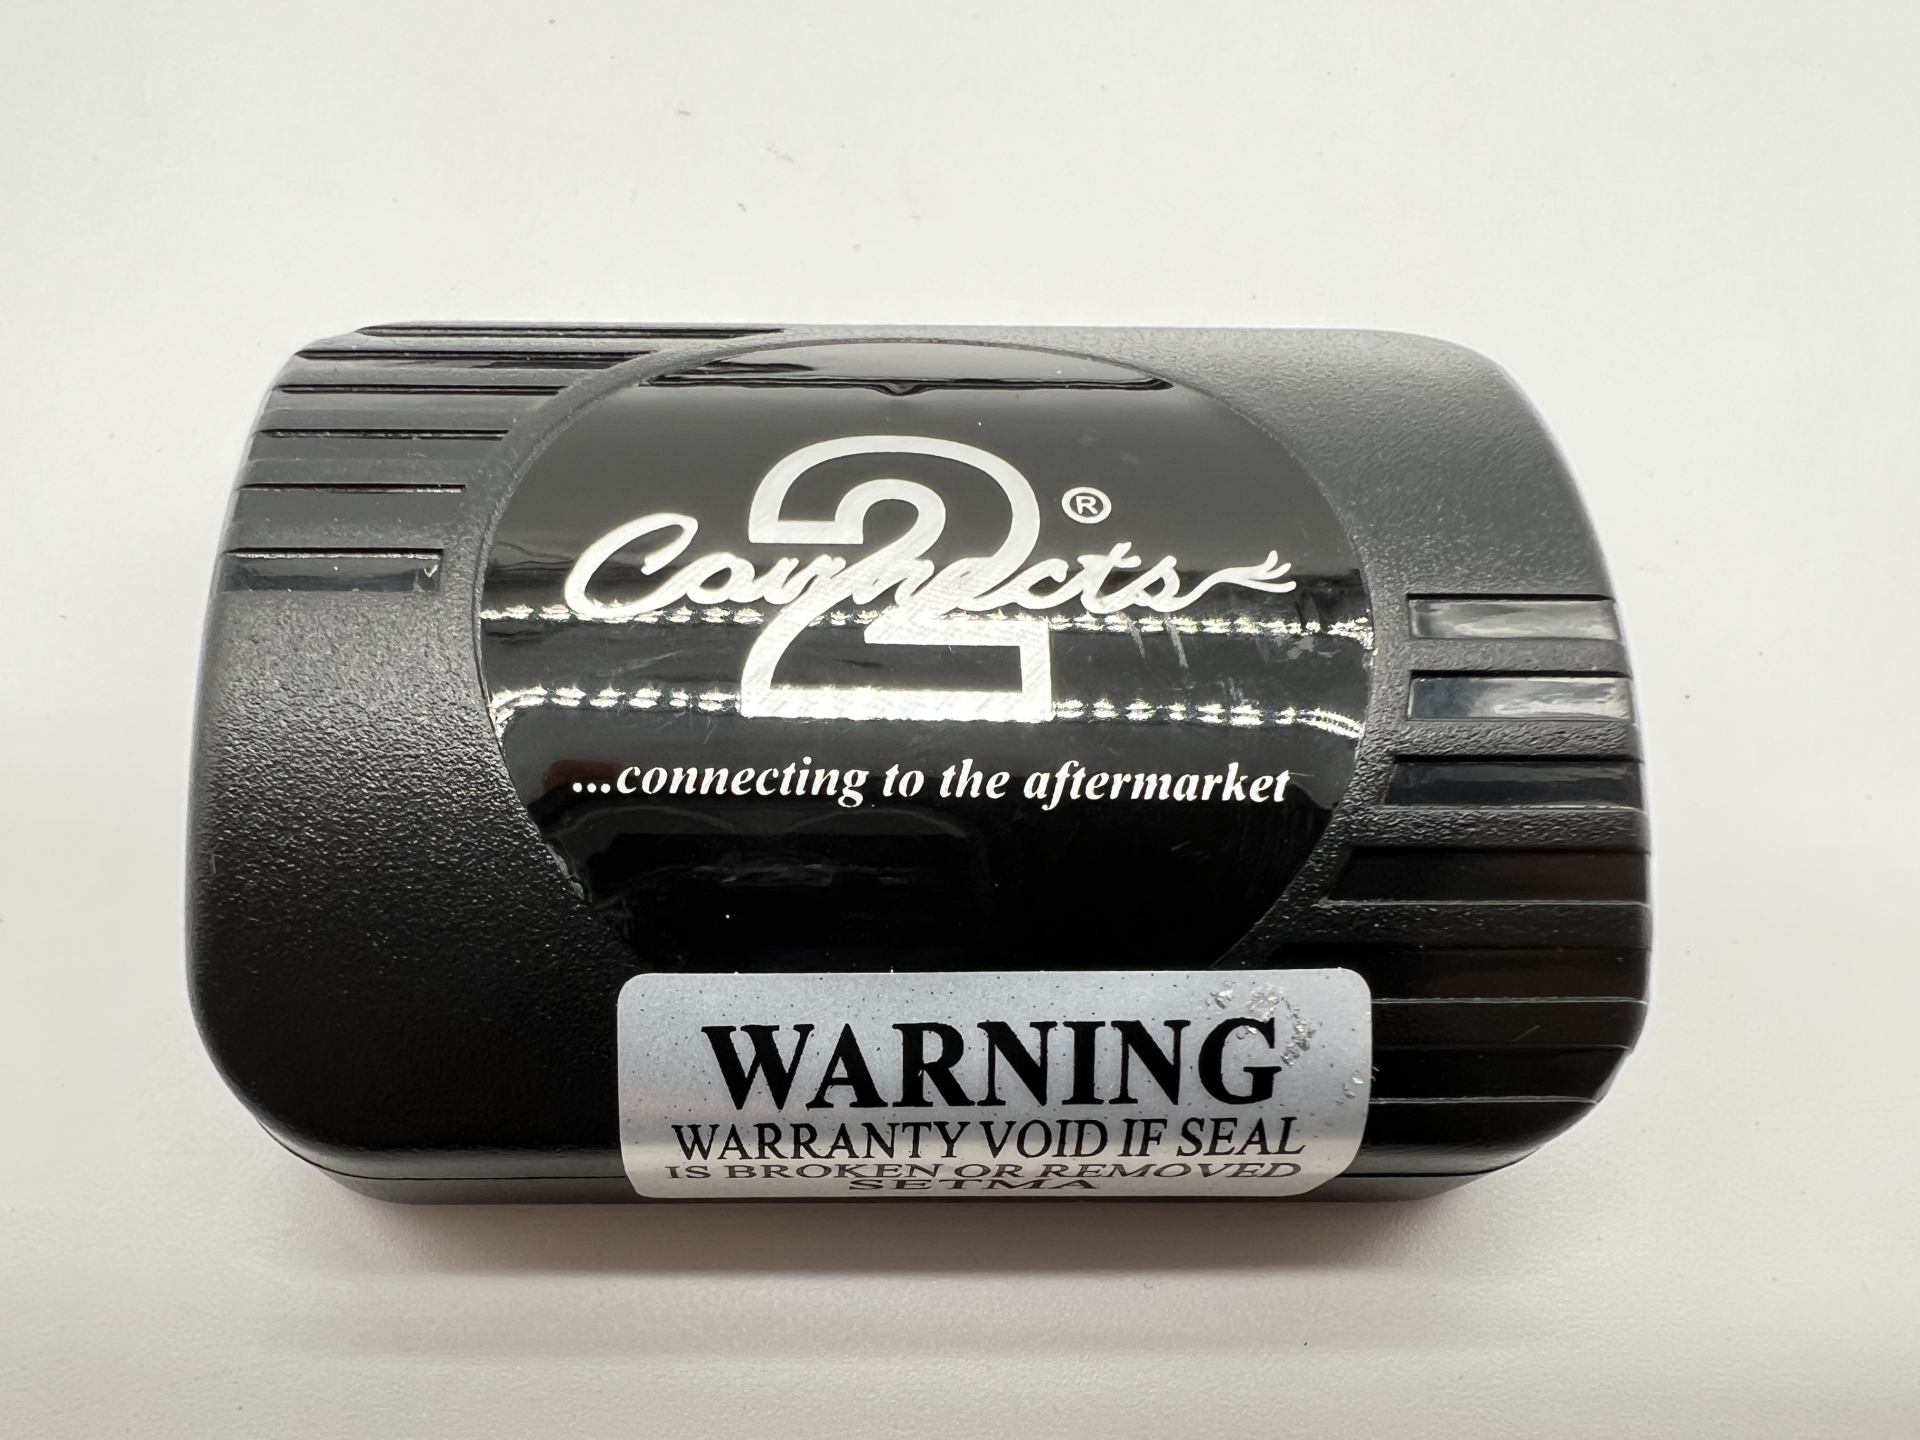 Connects2®
...connecting to the aftermarket
WARNING
WARRANTY VOID IF SEAL
IS BROKEN OR REMOVED
SETMA